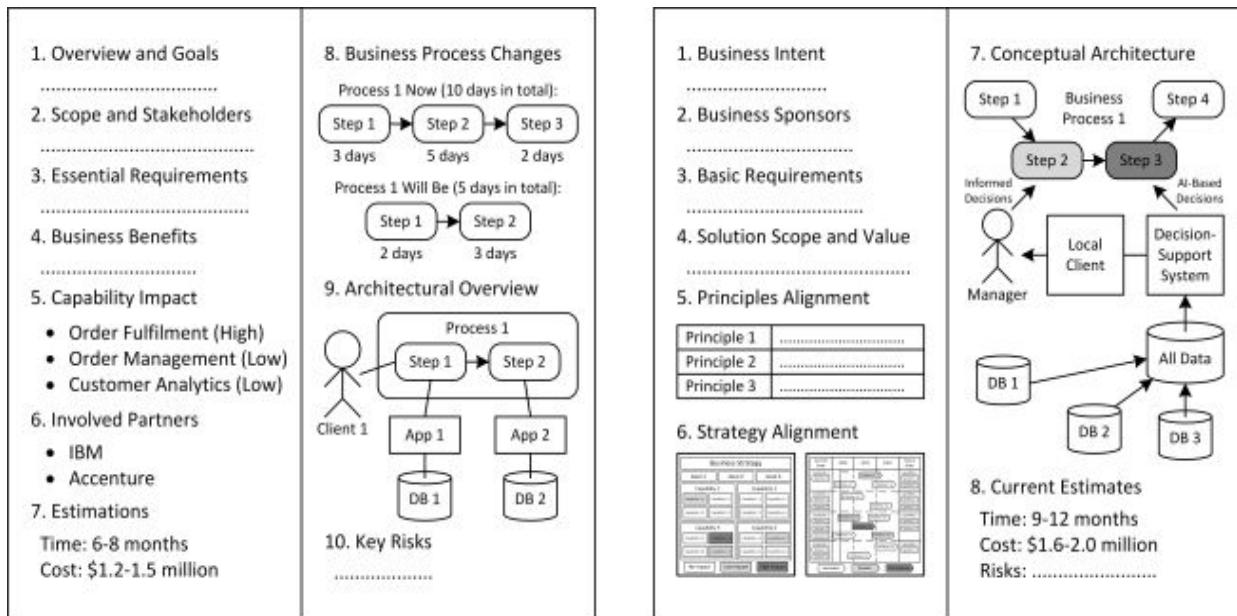 1. Overview and Goals
................................
2. Scope and Stakeholders
.......................................
3. Essential Requirements
......................................
4. Business Benefits
............................
5. Capability Impact
• Order Fulfilment (High)
• Order Management (Low)
• Customer Analytics (Low)
6. Involved Partners
• IBM
• Accenture
7. Estimations
Time: 6-8 months
Cost: $1.2-1.5 million
8. Business Process Changes
Process 1 Now (10 days in total):
Step 1 Step 2 Step 3
3 days 5 days 2 days
Process 1 Will Be (5 days in total):
Step 1 Step 2
2 days 3 days
9. Architectural Overview
Process 1
Step 1 Step 2
Client 1
App 1 App 2
DB 1 DB 2
10. Key Risks
..................
1. Business Intent
..........................
2. Business Sponsors
..............................
3. Basic Requirements
................................
4. Solution Scope and Value
.........................................
5. Principles Alignment
Principle 1 .......................
Principle 2 .......................
Principle 3 .......................
6. Strategy Alignment
Business Strategy
7. Conceptual Architecture
Step 1 Business Step 4
Process 1
Step 2 Step 3
Informed AI-Based
Decisions Decisions
Local Decision-
Client Support
System
Manager
All Data
DB 1
DB 2 DB 3
8. Current Estimates
Time: 9-12 months
Cost: $1.6-2.0 million
Risks: .......................